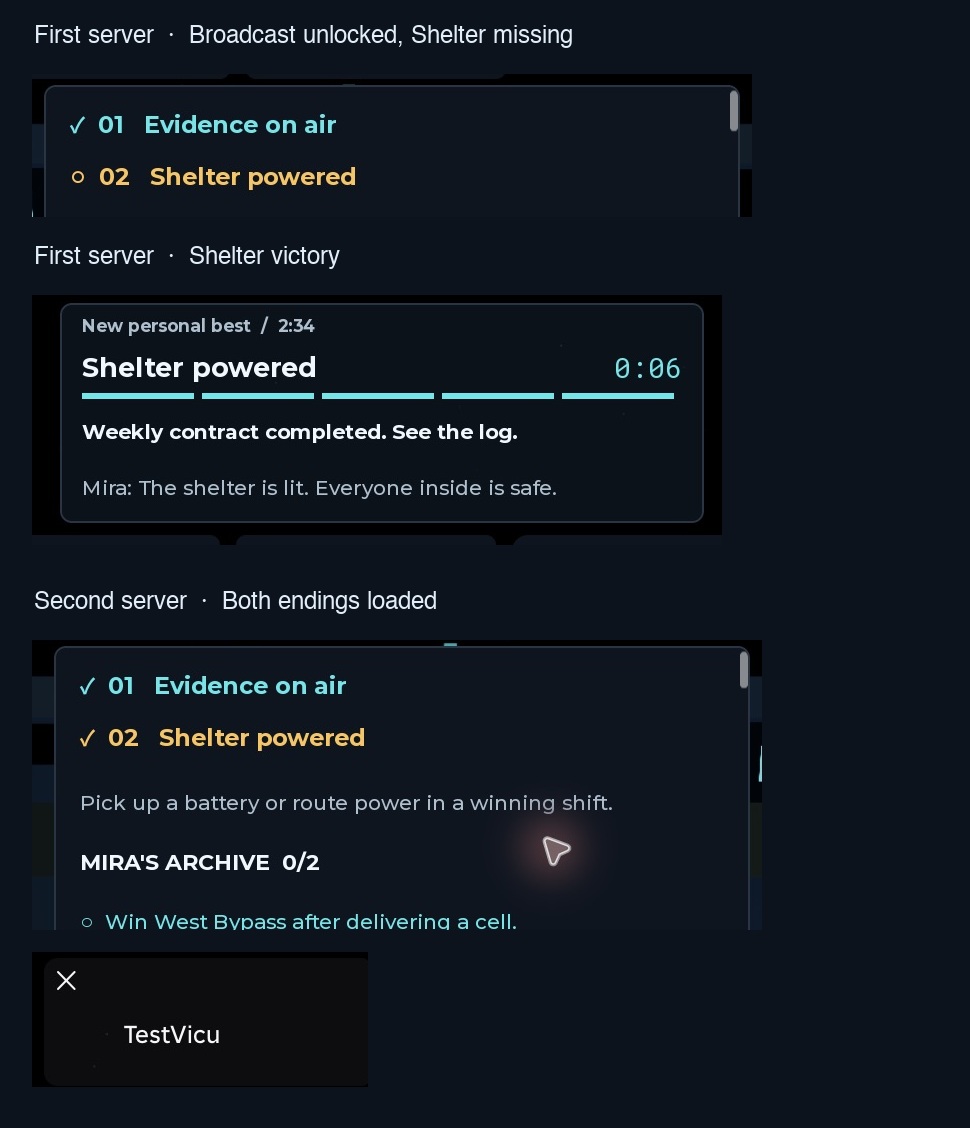 First server · Broadcast unlocked, Shelter missing
✓ 01 Evidence on air
○ 02 Shelter powered
First server · Shelter victory
New personal best / 2:34
Shelter powered 0:06
Weekly contract completed. See the log.
Mira: The shelter is lit. Everyone inside is safe.
Second server · Both endings loaded
✓ 01 Evidence on air
✓ 02 Shelter powered
Pick up a battery or route power in a winning shift.
MIRA'S ARCHIVE 0/2
○ Win West Bypass after delivering a cell.
TestVicu